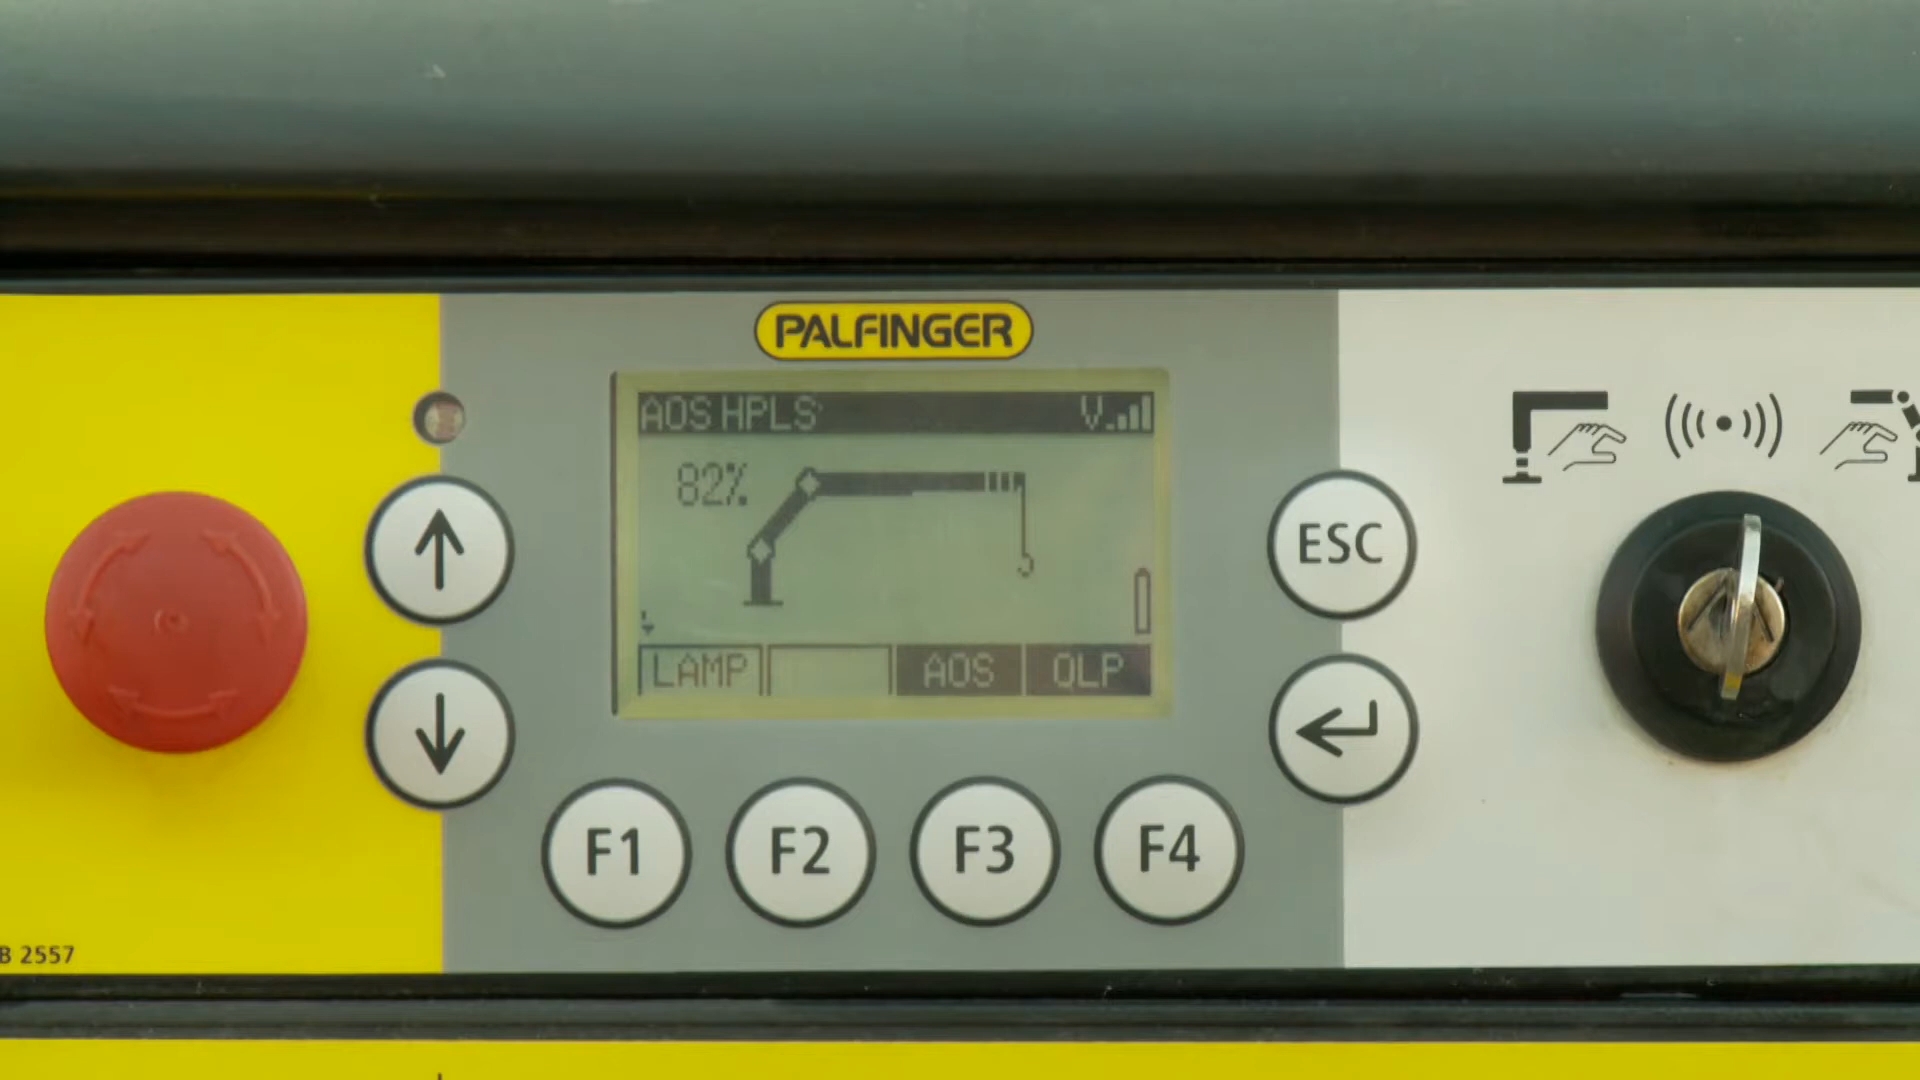 PALFINGER
AOS HPLS V
82%
LAMP AOS OLP
ESC
F1 F2 F3 F4
B 2557